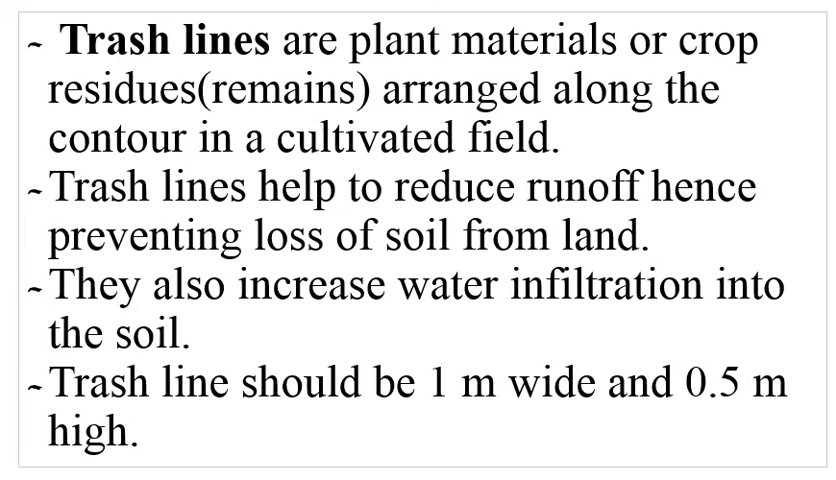 ~ Trash lines are plant materials or crop
residues(remains) arranged along the
contour in a cultivated field.
~Trash lines help to reduce runoff hence
preventing loss of soil from land.
~They also increase water infiltration into
the soil.
~Trash line should be 1 m wide and 0.5 m
high.